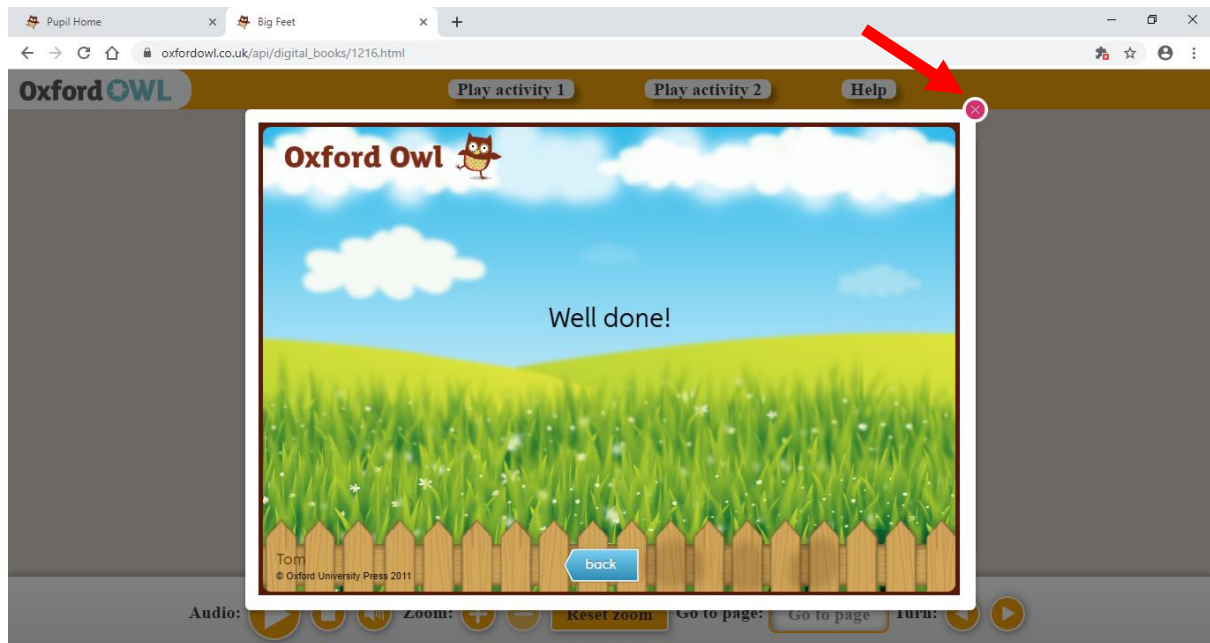 Pupil Home
Big Feet
oxfordowl.co.uk/api/digital_books/1216.html
Oxford OWL
Play activity 1
Play activity 2
Help
Oxford Owl
Well done!
Tom
© Oxford University Press 2011
back
Audio:
Zoom:
Reset zoom
Go to page:
Go to page
Turn: